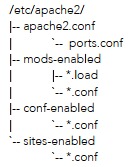 /etc/apache2/
|-- apache2.conf
|       `--  ports.conf
|-- mods-enabled
|       |-- *.load
|       `-- *.conf
|-- conf-enabled
|       `-- *.conf
`-- sites-enabled
        `-- *.conf